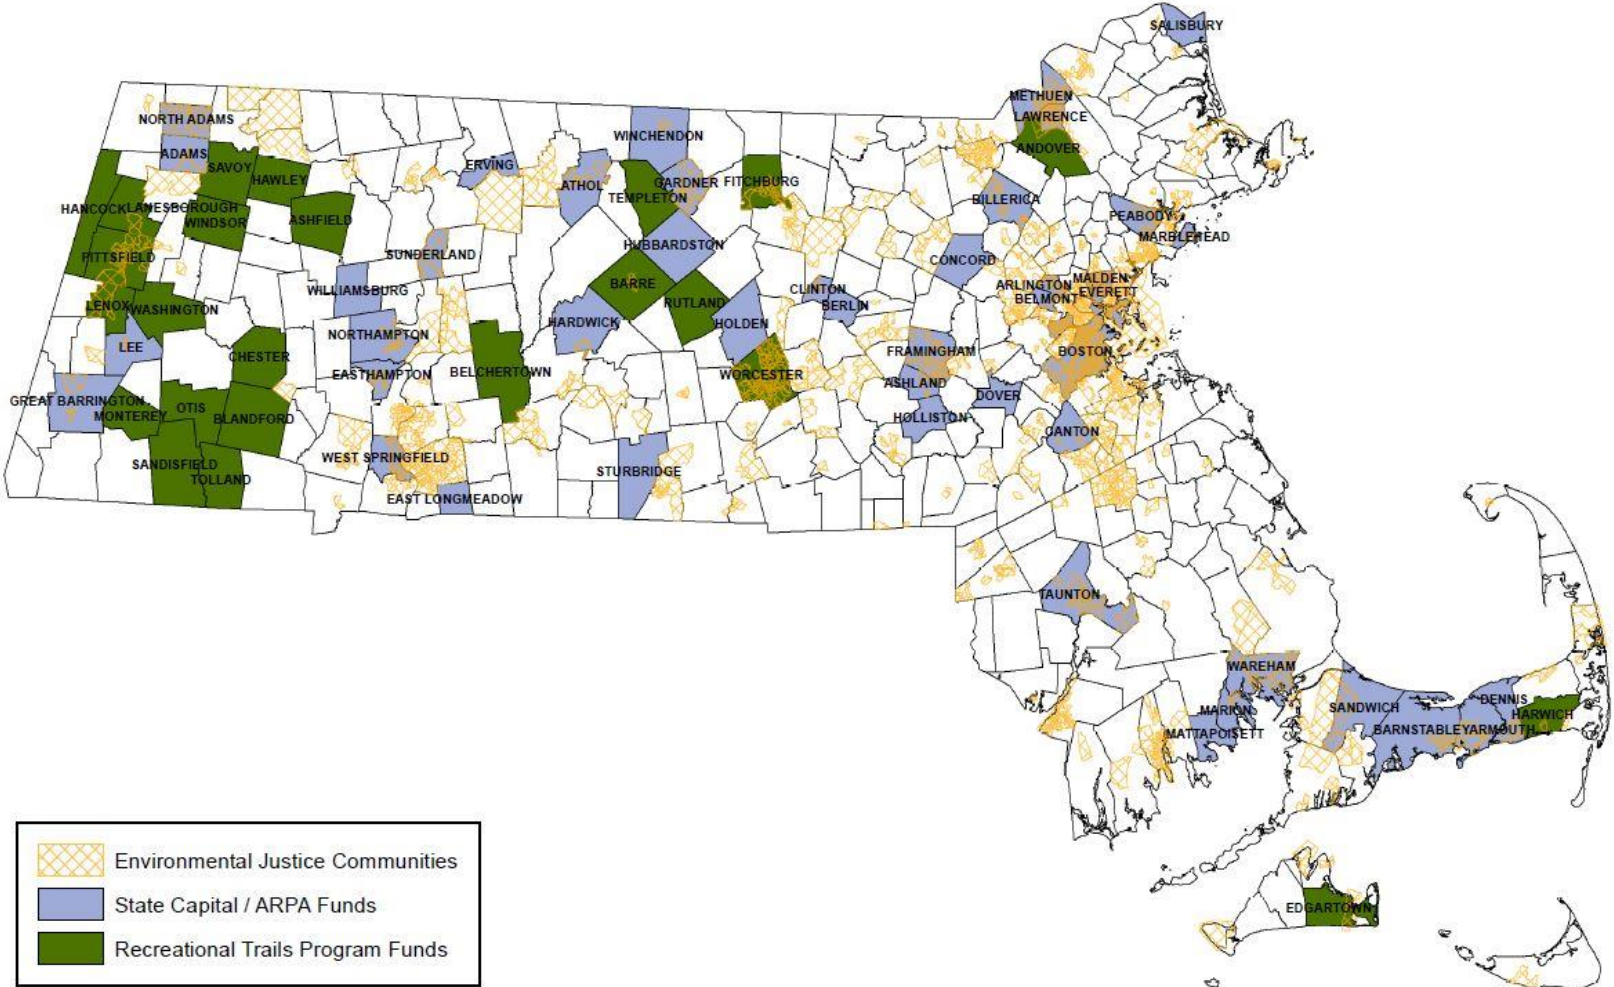 SALISBURY
METHUEN
LAWRENCE
NORTH ADAMS
WINCHENDON
ANDOVER
ADAMS
ERVING
SAVOY
HAWLEY
ATHOL
GARDNER
FITCHBURG
TEMPLETON
BILLERICA
HANCOCK
LANESBOROUGH
WINDSOR
ASHFIELD
PEABODY
MARBLEHEAD
HUBBARDSTON
PITTSFIELD
SUNDERLAND
CONCORD
BARRE
ARLINGTON
MALDEN
WILLIAMSBURG
CLINTON
BELMONT
EVERETT
LENOX
WASHINGTON
RUTLAND
BERLIN
HARDWICK
HOLDEN
NORTHAMPTON
LEE
CHESTER
FRAMINGHAM
BOSTON
EASTHAMPTON
BELCHERTOWN
WORCESTER
ASHLAND
DOVER
GREAT BARRINGTON
MONTEREY
OTIS
BLANDFORD
HOLLISTON
CANTON
WEST SPRINGFIELD
SANDISFIELD
TOLLAND
STURBRIDGE
EAST LONGMEADOW
TAUNTON
WAREHAM
MARION
SANDWICH
DENNIS
HARWICH
MATTAPOISETT
BARNSTABLE
YARMOUTH
EDGARTOWN
Environmental Justice Communities
State Capital / ARPA Funds
Recreational Trails Program Funds